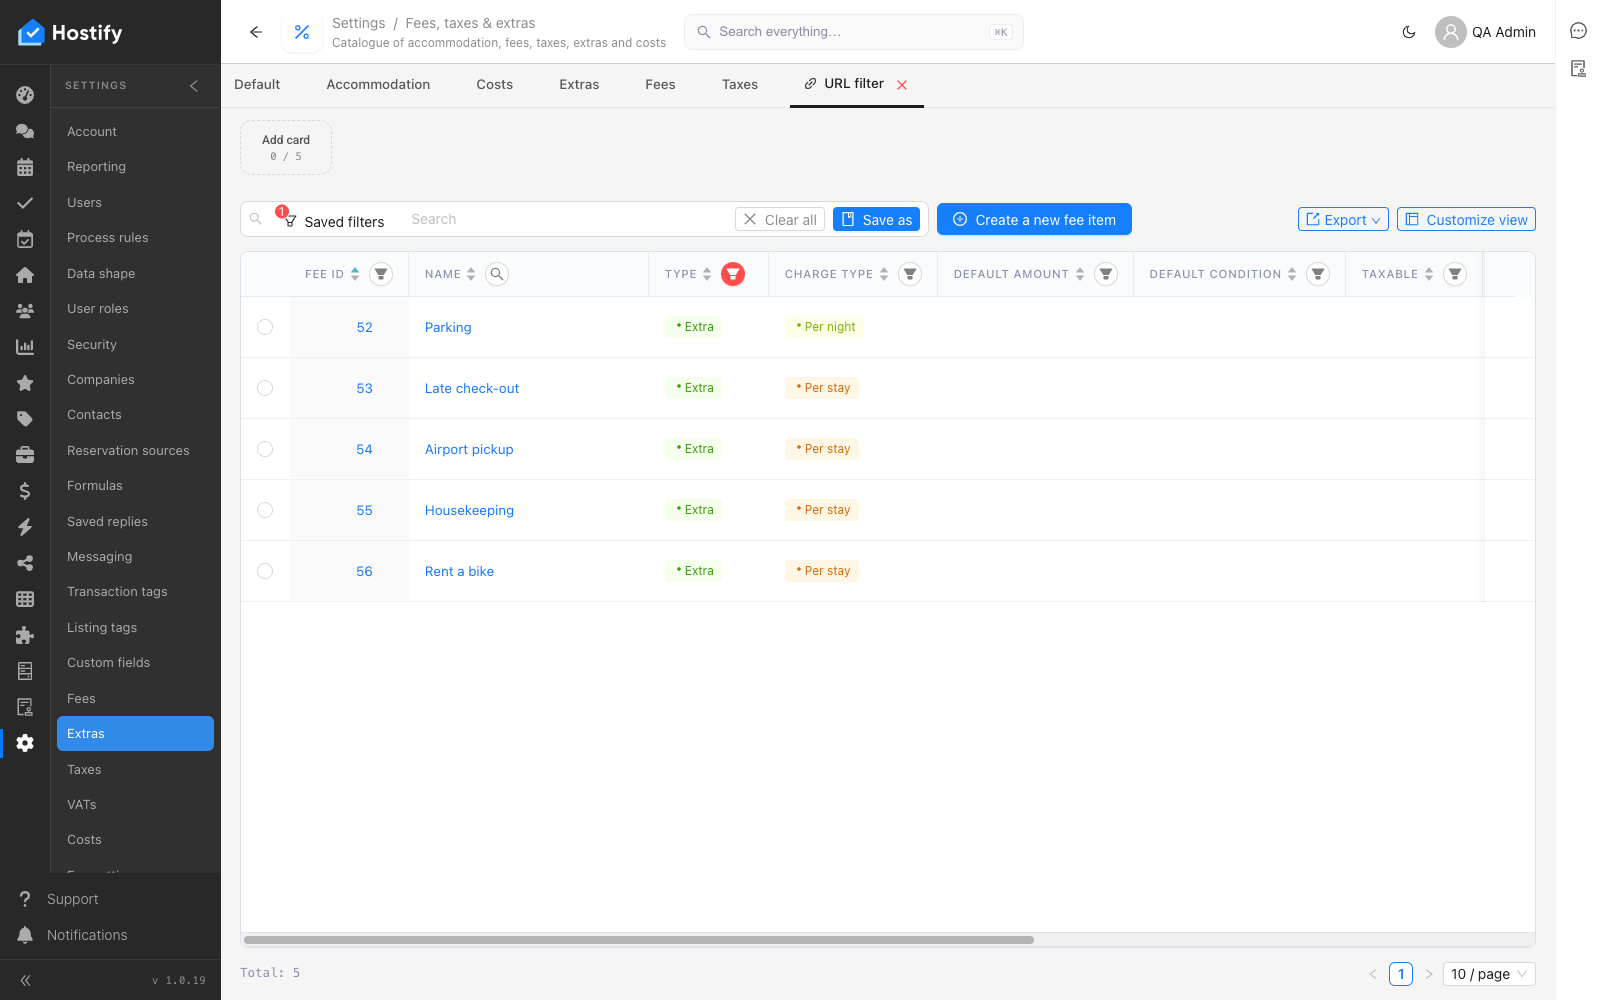 Hostify
Settings / Fees, taxes & extras
Catalogue of accommodation, fees, taxes, extras and costs
Search everything...
⌘K
QA Admin
SETTINGS
Account
Reporting
Users
Process rules
Data shape
User roles
Security
Companies
Contacts
Reservation sources
Formulas
Saved replies
Messaging
Transaction tags
Listing tags
Custom fields
Fees
Extras
Taxes
VATs
Costs
Support
Notifications
v 1.0.19
Default Accommodation Costs Extras Fees Taxes URL filter
Add card
0 / 5
1 Saved filters Search Clear all Save as Create a new fee item Export Customize view
FEE ID NAME TYPE CHARGE TYPE DEFAULT AMOUNT DEFAULT CONDITION TAXABLE
52 Parking • Extra • Per night
53 Late check-out • Extra • Per stay
54 Airport pickup • Extra • Per stay
55 Housekeeping • Extra • Per stay
56 Rent a bike • Extra • Per stay
Total: 5
1
10 / page